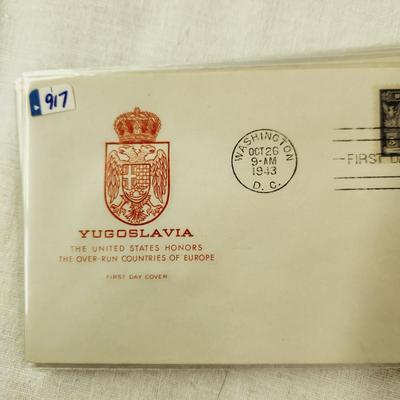 917
WASHINGTON
OCT 26
9-AM
1943
D. C.
FIRST D
YUGOSLAVIA
THE UNITED STATES HONORS
THE OVER-RUN COUNTRIES OF EUROPE
FIRST DAY COVER